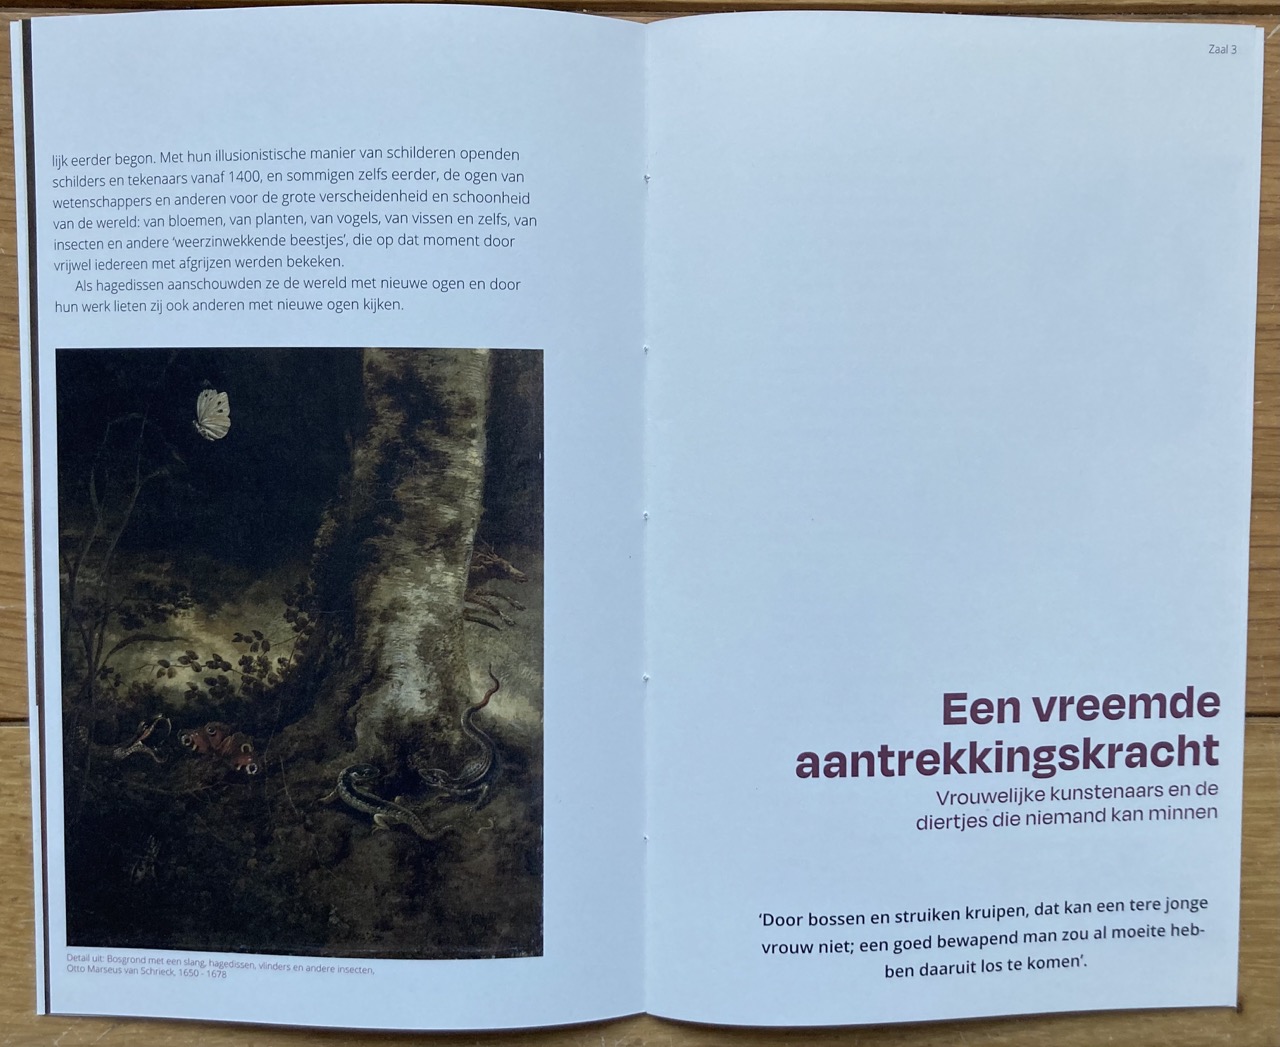 lijk eerder begon. Met hun illusionistische manier van schilderen openden
schilders en tekenaars vanaf 1400, en sommigen zelfs eerder, de ogen van
wetenschappers en anderen voor de grote verscheidenheid en schoonheid
van de wereld: van bloemen, van planten, van vogels, van vissen en zelfs, van
insecten en andere ‘weerzinwekkende beestjes’, die op dat moment door
vrijwel iedereen met afgrijzen werden bekeken.
Als hagedissen aanschouwden ze de wereld met nieuwe ogen en door
hun werk lieten zij ook anderen met nieuwe ogen kijken.
Detail uit: Bosgrond met een slang, hagedissen, vlinders en andere insecten,
Otto Marseus van Schrieck, 1650 - 1678
Zaal 3
Een vreemde
aantrekkingskracht
Vrouwelijke kunstenaars en de
diertjes die niemand kan minnen
‘Door bossen en struiken kruipen, dat kan een tere jonge
vrouw niet; een goed bewapend man zou al moeite heb-
ben daaruit los te komen’.